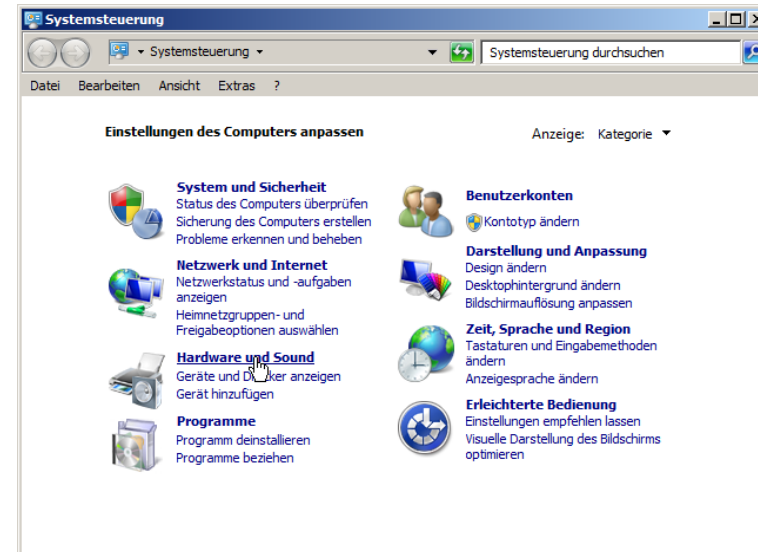 Systemsteuerung
Systemsteuerung
Systemsteuerung durchsuchen
Datei Bearbeiten Ansicht Extras ?
Einstellungen des Computers anpassen
Anzeige: Kategorie
System und Sicherheit
Status des Computers überprüfen
Sicherung des Computers erstellen
Probleme erkennen und beheben
Netzwerk und Internet
Netzwerkstatus und -aufgaben
anzeigen
Heimnetzgruppen- und
Freigabeoptionen auswählen
Hardware und Sound
Geräte und Drucker anzeigen
Gerät hinzufügen
Programme
Programm deinstallieren
Programme beziehen
Benutzerkonten
Kontotyp ändern
Darstellung und Anpassung
Design ändern
Desktophintergrund ändern
Bildschirmauflösung anpassen
Zeit, Sprache und Region
Tastaturen und Eingabemethoden
ändern
Anzeigesprache ändern
Erleichterte Bedienung
Einstellungen empfehlen lassen
Visuelle Darstellung des Bildschirms
optimieren